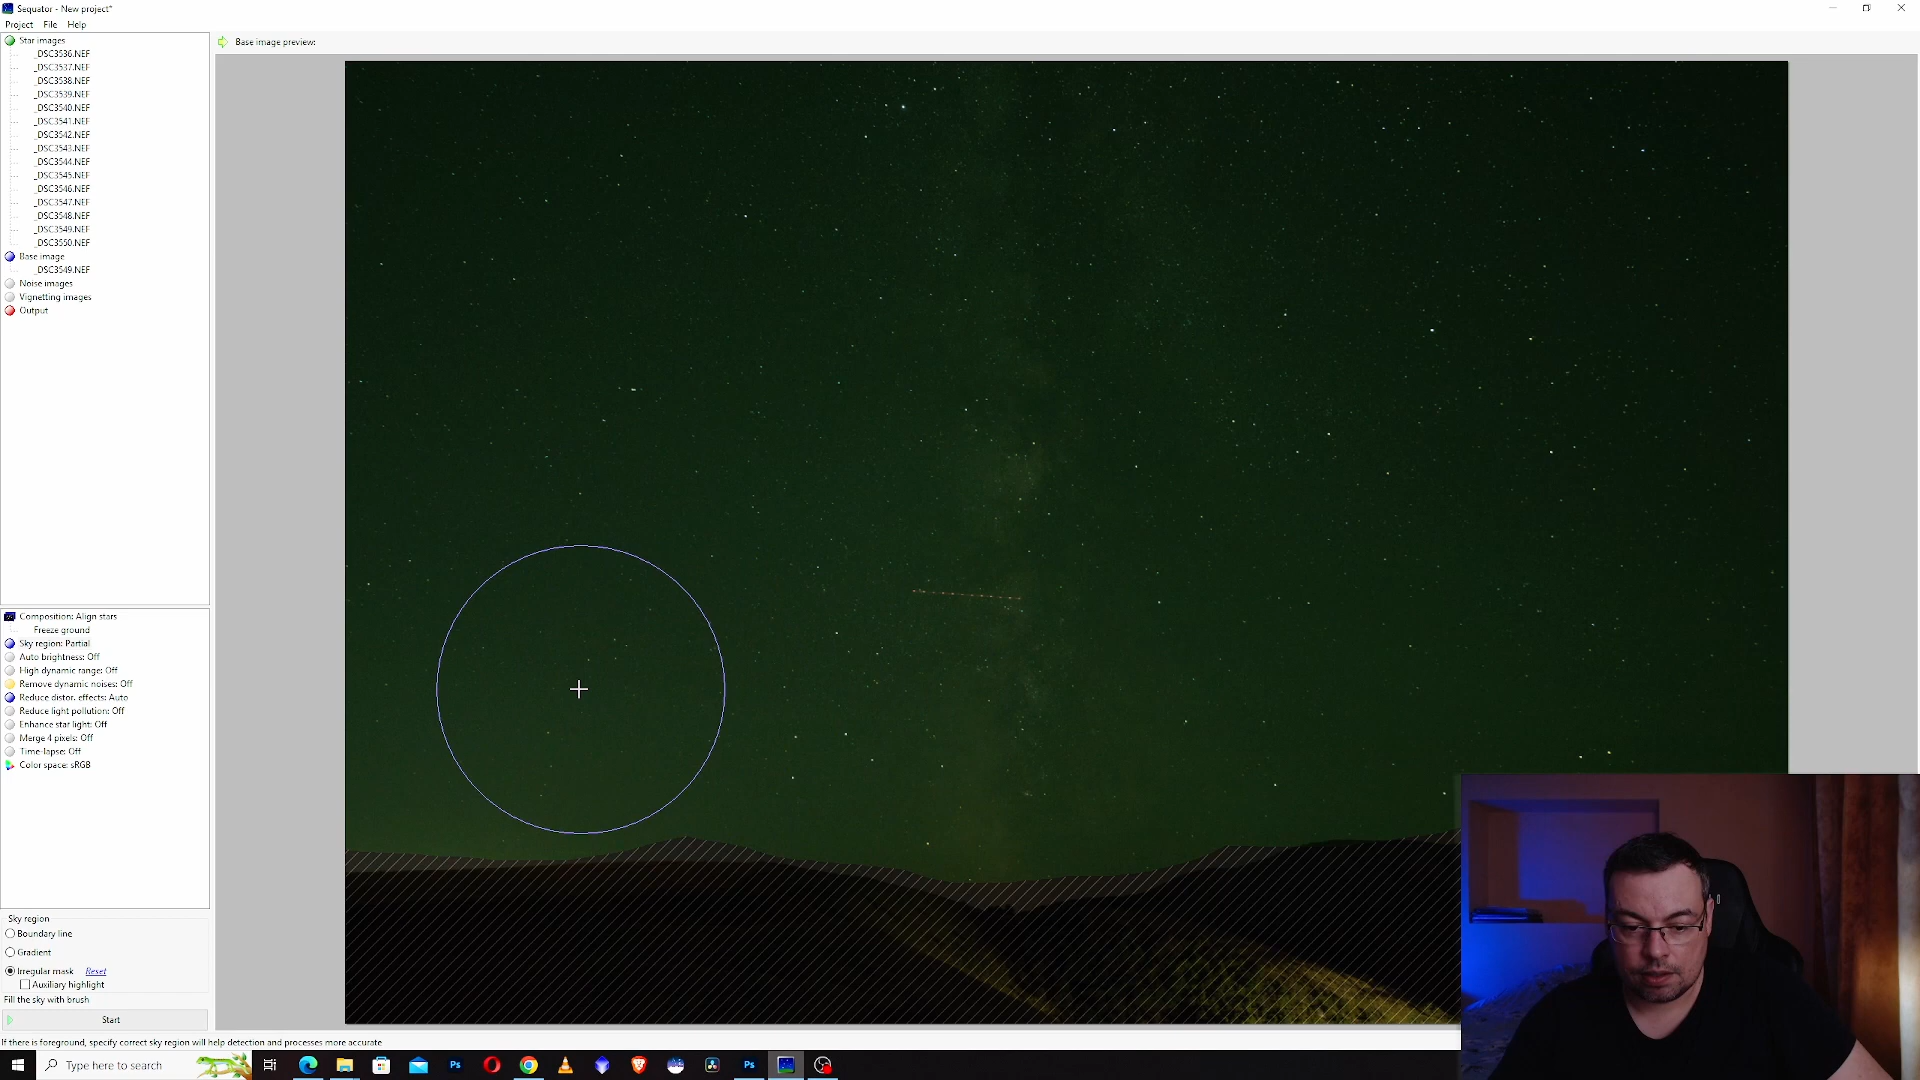 Sequator - New project*
Project File Help
Star images
_DSC3536.NEF
_DSC3537.NEF
_DSC3538.NEF
_DSC3539.NEF
_DSC3540.NEF
_DSC3541.NEF
_DSC3542.NEF
_DSC3543.NEF
_DSC3544.NEF
_DSC3545.NEF
_DSC3546.NEF
_DSC3547.NEF
_DSC3548.NEF
_DSC3549.NEF
_DSC3550.NEF
Base image
_DSC3549.NEF
Noise images
Vignetting images
Output
Base image preview:
Composition: Align stars
Freeze ground
Sky region: Partial
Auto brightness: Off
High dynamic range: Off
Remove dynamic noises: Off
Reduce distor. effects: Auto
Reduce light pollution: Off
Enhance star light: Off
Merge 4 pixels: Off
Time-lapse: Off
Color space: sRGB
Sky region
Boundary line
Gradient
Irregular mask Reset
Auxiliary highlight
Fill the sky with brush
Start
If there is foreground, specify correct sky region will help detection and processes more accurate
Type here to search
Ps
Ps